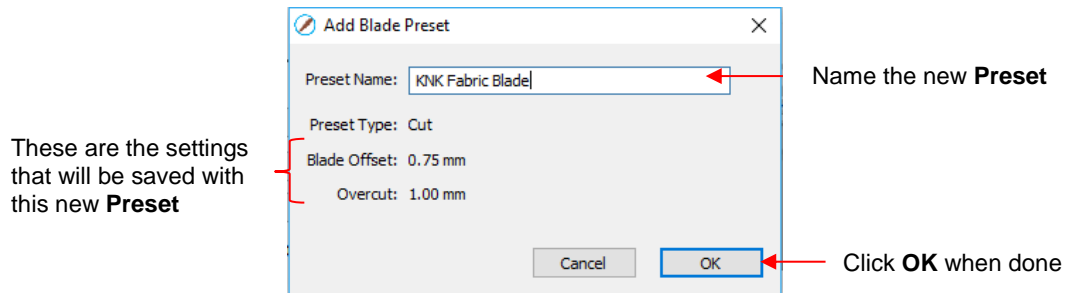 Add Blade Preset
Preset Name: KNK Fabric Blade
Name the new Preset
Preset Type: Cut
These are the settings
that will be saved with
this new Preset
Blade Offset: 0.75 mm
Overcut: 1.00 mm
Cancel
OK
Click OK when done